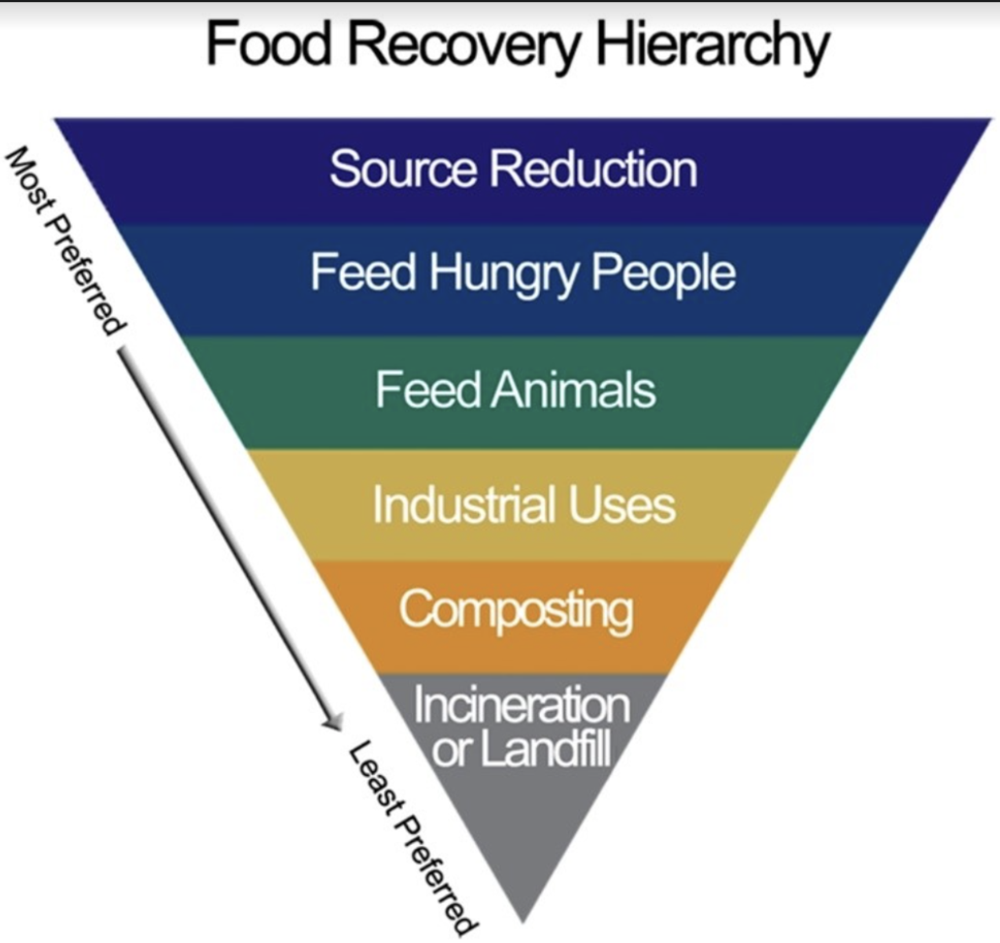 Food Recovery Hierarchy
Most Preferred
Source Reduction
Feed Hungry People
Feed Animals
Industrial Uses
Composting
Incineration
or Landfill
Least Preferred